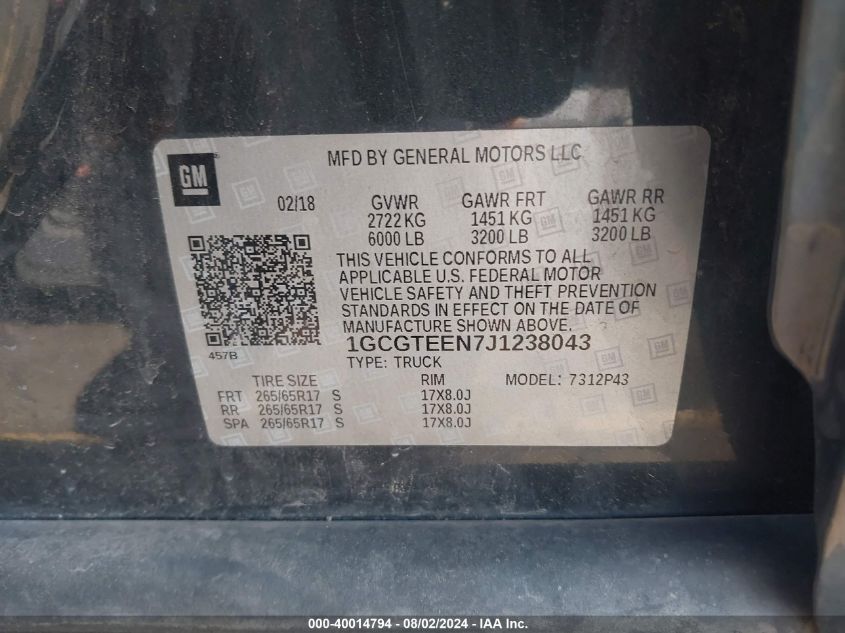 GM
MFD BY GENERAL MOTORS LLC
02/18 GVWR GAWR FRT GAWR RR
2722 KG 1451 KG 1451 KG
6000 LB 3200 LB 3200 LB
THIS VEHICLE CONFORMS TO ALL
APPLICABLE U.S. FEDERAL MOTOR
VEHICLE SAFETY AND THEFT PREVENTION
STANDARDS IN EFFECT ON THE DATE OF
MANUFACTURE SHOWN ABOVE.
457B
1GCGTEEN7J1238043
TYPE: TRUCK
TIRE SIZE RIM MODEL: 7312P43
FRT 265/65R17 S 17X8.0J
RR 265/65R17 S 17X8.0J
SPA 265/65R17 S 17X8.0J
000-40014794 - 08/02/2024 - IAA Inc.